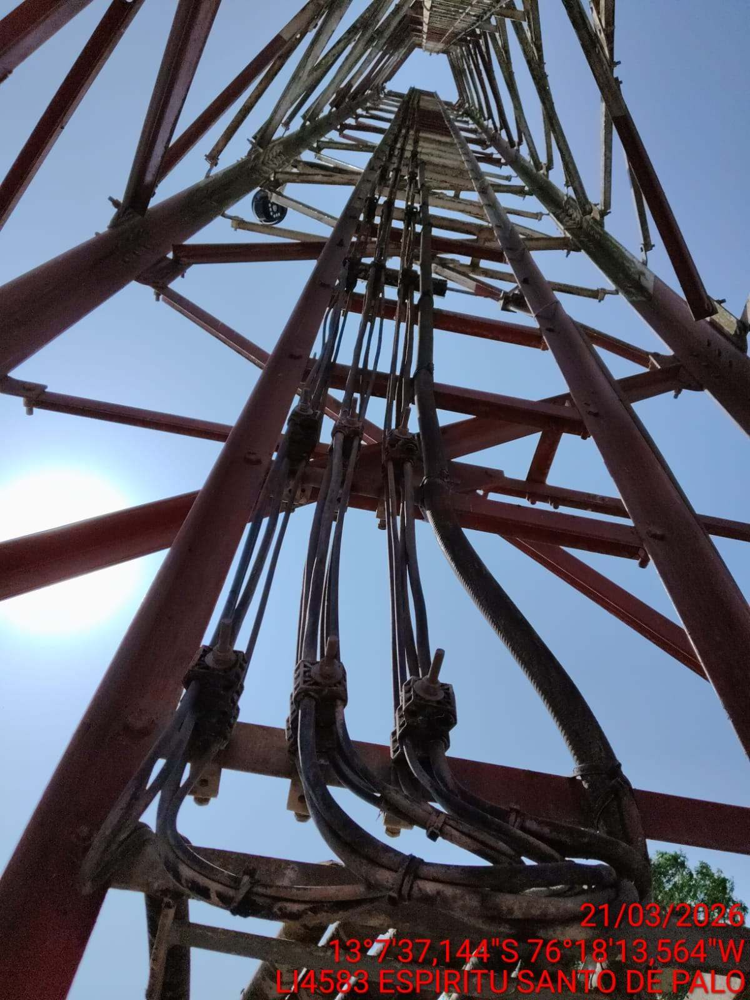 21/03/2026
13°7'37,144"S 76°18'13,564"W
LI4583 ESPIRITU SANTO DE PALO